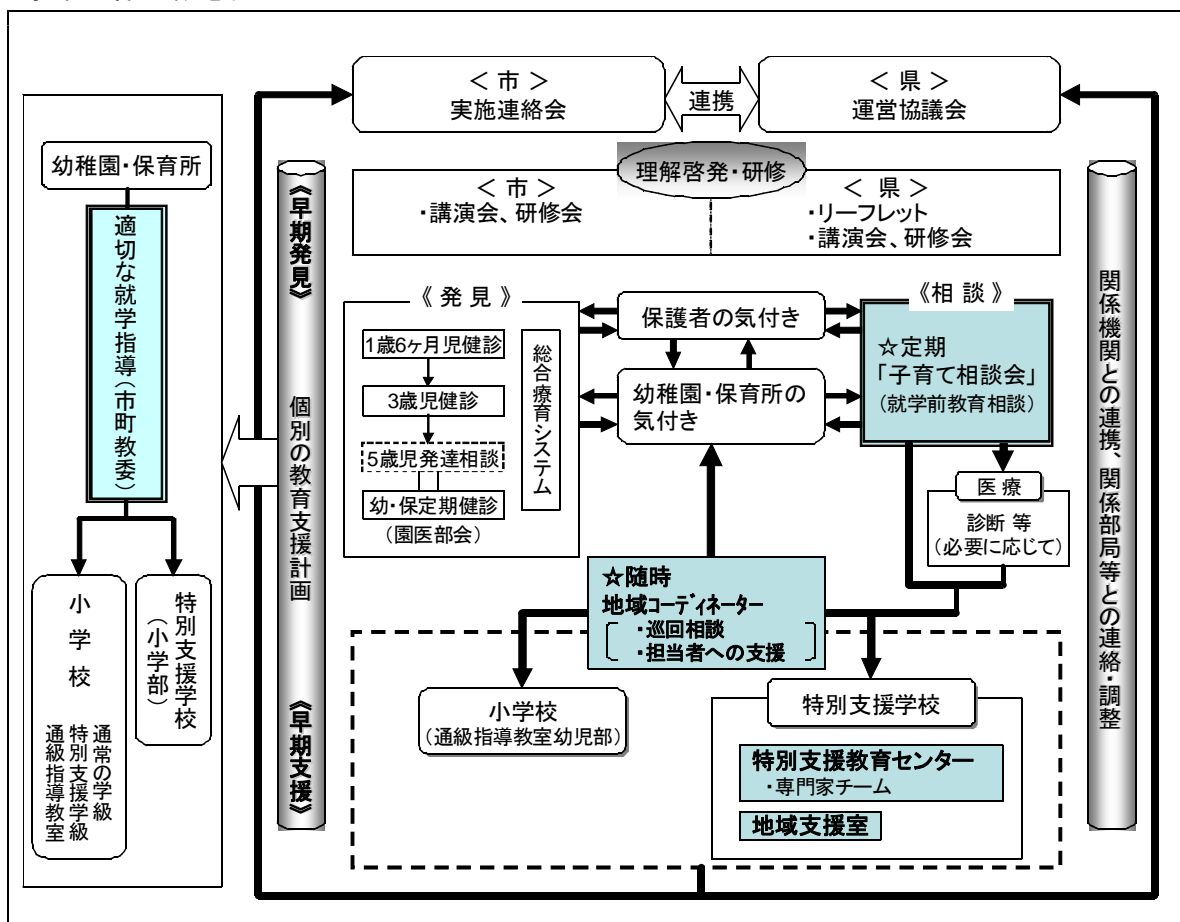 ＜ 市 ＞
実施連絡会
連携
＜ 県 ＞
運営協議会
理解啓発・研修
＜ 市 ＞
・講演会、研修会
＜ 県 ＞
・リーフレット
・講演会、研修会
幼稚園・保育所
適切な就学指導（市町教委）
小学校
通常の学級
特別支援学級
通級指導教室
特別支援学校
（小学部）
《早期発見》
個別の教育支援計画
《早期支援》
《 発 見 》
1歳6ヶ月児健診
3歳児健診
5歳児発達相談
幼・保定期健診
（園医部会）
総合療育システム
保護者の気付き
幼稚園・保育所の
気付き
《相 談 》
☆定期
「子育て相談会」
（就学前教育相談）
医 療
診断 等
（必要に応じて）
☆随時
地域コーディネーター
・巡回相談
・担当者への支援
小学校
（通級指導教室幼児部）
特別支援学校
特別支援教育センター
・専門家チーム
地域支援室
関係機関との連携、関係部局等との連絡・調整